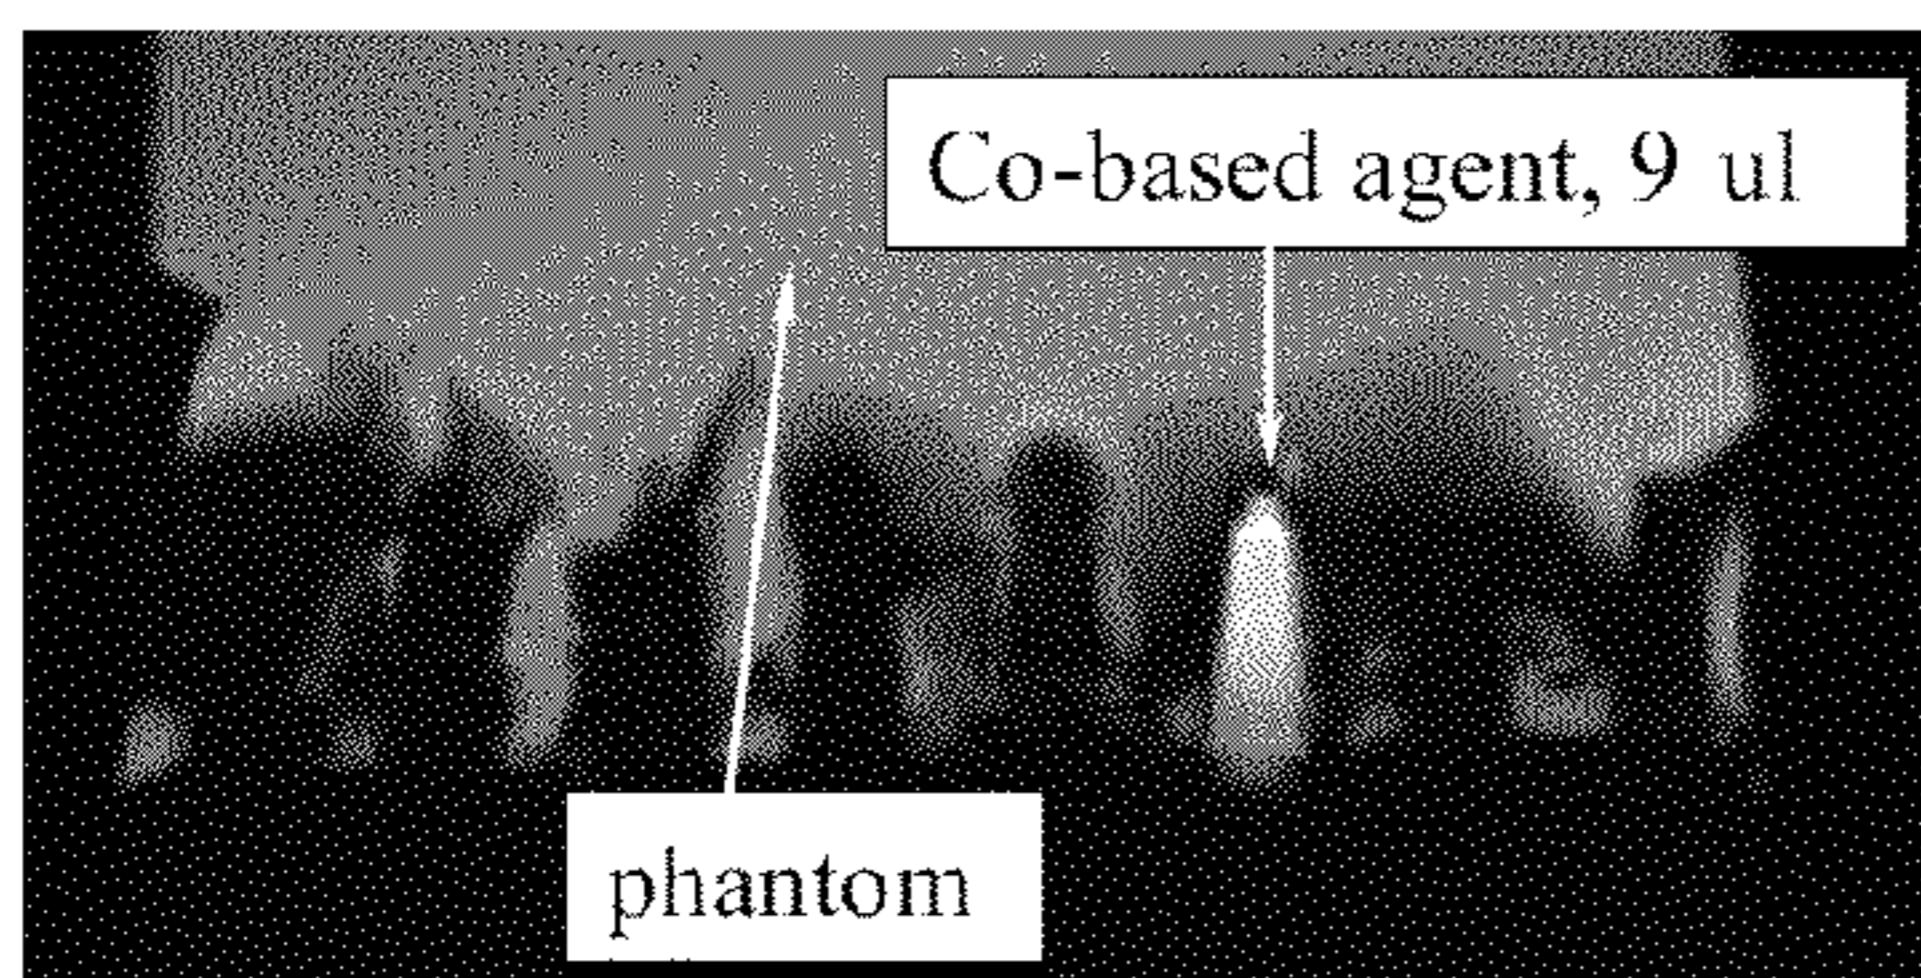 Co-based agent, 9 ul
phantom